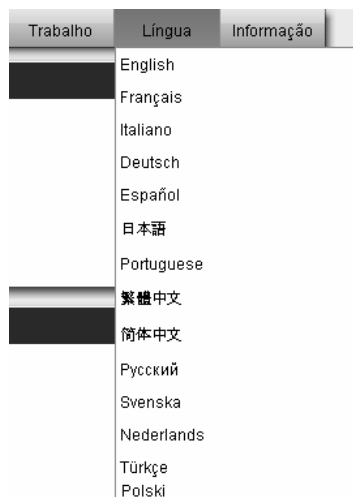 Trabalho Língua Informação
English
Français
Italiano
Deutsch
Español
日本語
Portuguese
繁體中文
简体中文
Русский
Svenska
Nederlands
Türkçe
Polski